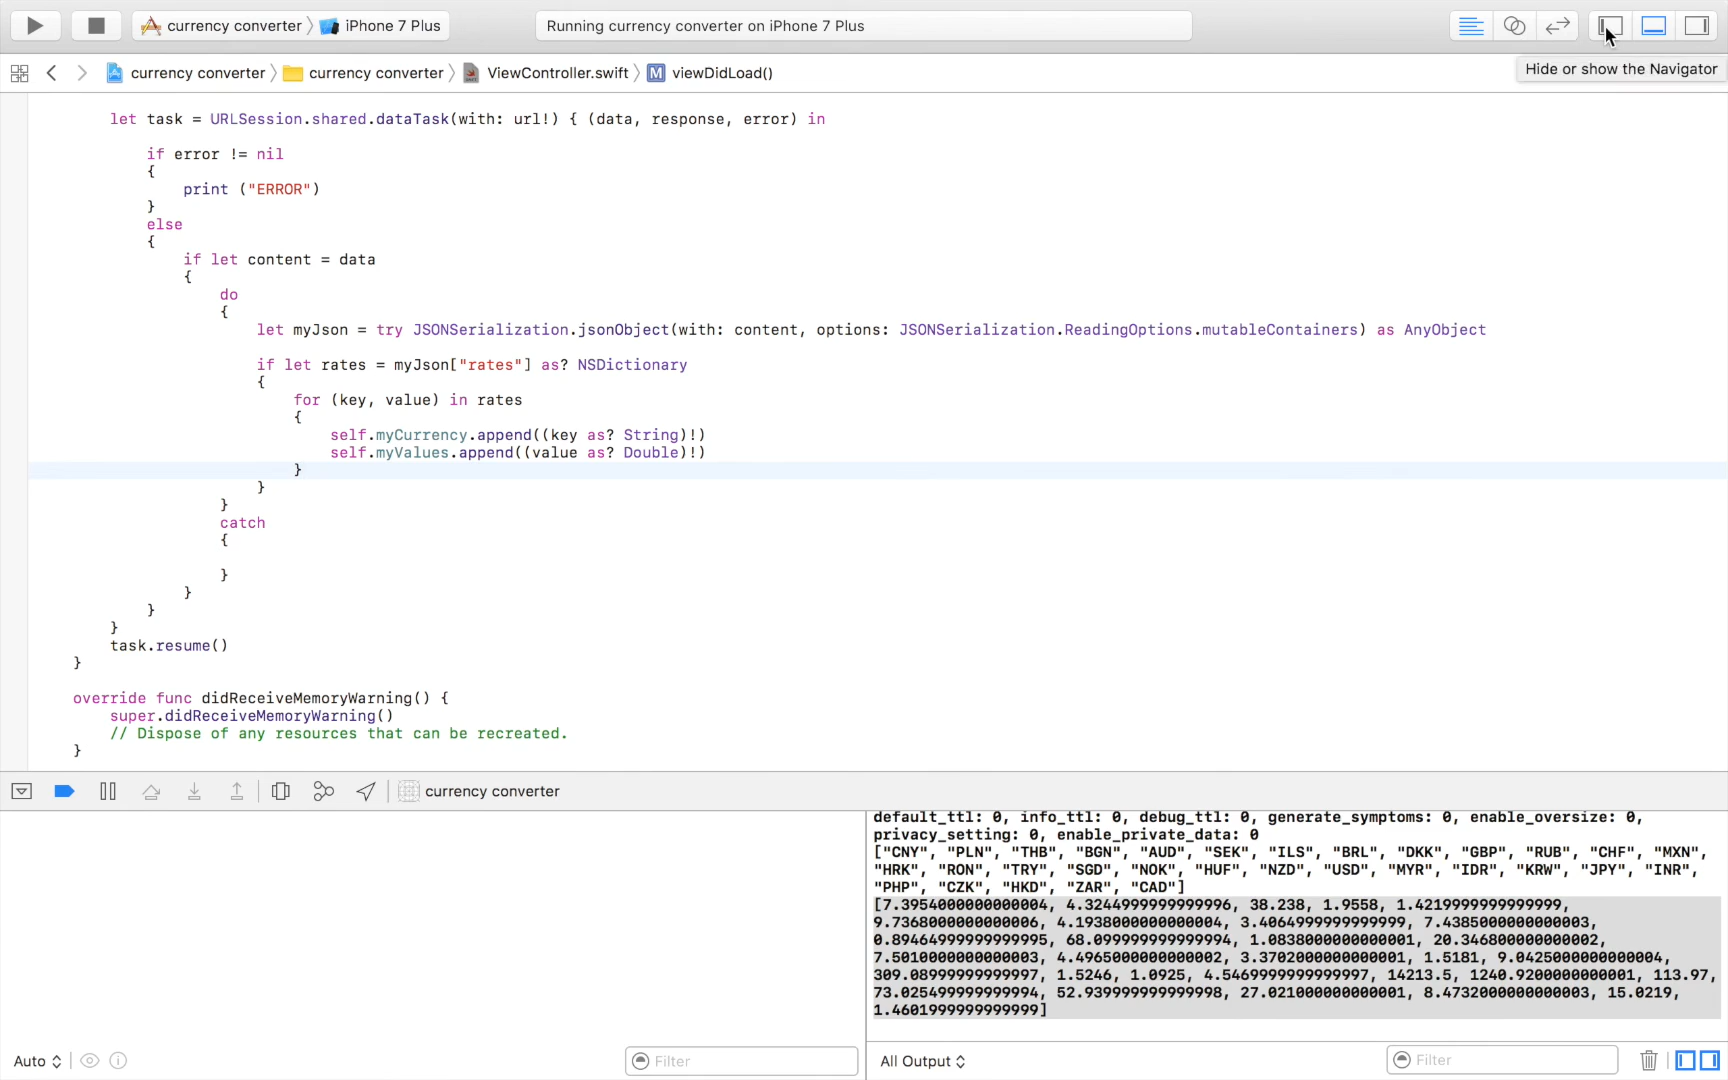 currency converter 〉 iPhone 7 Plus
Running currency converter on iPhone 7 Plus
currency converter 〉 currency converter 〉 ViewController.swift 〉 M viewDidLoad()
Hide or show the Navigator
let task = URLSession.shared.dataTask(with: url!) { (data, response, error) in
if error != nil
{
print ("ERROR")
}
else
{
if let content = data
{
do
{
let myJson = try JSONSerialization.jsonObject(with: content, options: JSONSerialization.ReadingOptions.mutableContainers) as AnyObject
if let rates = myJson["rates"] as? NSDictionary
{
for (key, value) in rates
{
self.myCurrency.append((key as? String)!)
self.myValues.append((value as? Double)!)
}
}
}
catch
{
}
}
}
}
task.resume()
}
override func didReceiveMemoryWarning() {
super.didReceiveMemoryWarning()
// Dispose of any resources that can be recreated.
}
currency converter
default_ttl: 0, info_ttl: 0, debug_ttl: 0, generate_symptoms: 0, enable_oversize: 0,
privacy_setting: 0, enable_private_data: 0
["CNY", "PLN", "THB", "BGN", "AUD", "SEK", "ILS", "BRL", "DKK", "GBP", "RUB", "CHF", "MXN",
"HRK", "RON", "TRY", "SGD", "NOK", "HUF", "NZD", "USD", "MYR", "IDR", "KRW", "JPY", "INR",
"PHP", "CZK", "HKD", "ZAR", "CAD"]
[7.3954000000000004, 4.3244999999999996, 38.238, 1.9558, 1.4219999999999999,
9.7368000000000006, 4.1938000000000004, 3.4064999999999999, 7.4385000000000003,
0.89464999999999995, 68.099999999999994, 1.0838000000000001, 20.346800000000002,
7.5010000000000003, 4.4965000000000002, 3.3702000000000001, 1.5181, 9.0425000000000004,
309.08999999999997, 1.5246, 1.0925, 4.5469999999999997, 14213.5, 1240.9200000000001, 113.97,
73.025499999999994, 52.939999999999998, 27.021000000000001, 8.4732000000000003, 15.0219,
1.4601999999999999]
Auto
Filter
All Output
Filter